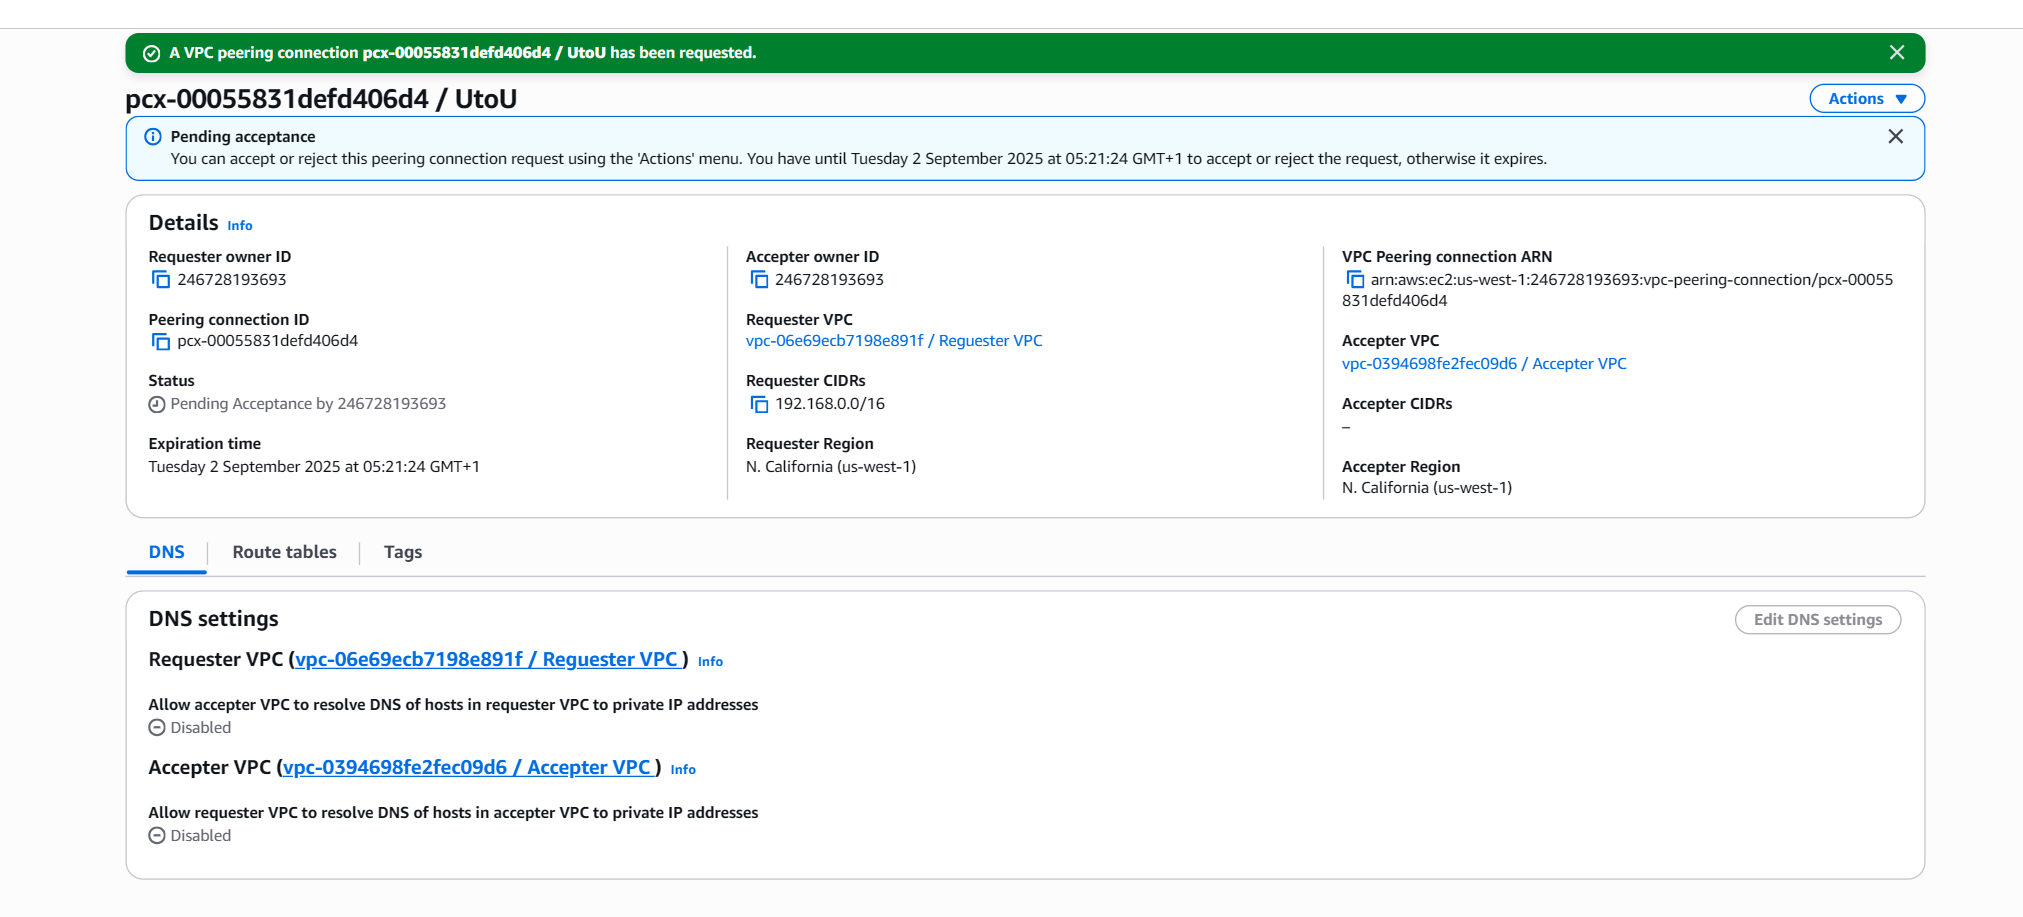 A VPC peering connection pcx-00055831defd406d4 / UtoU has been requested.
pcx-00055831defd406d4 / UtoU
Actions
Pending acceptance
You can accept or reject this peering connection request using the 'Actions' menu. You have until Tuesday 2 September 2025 at 05:21:24 GMT+1 to accept or reject the request, otherwise it expires.
Details Info
Requester owner ID
246728193693
Peering connection ID
pcx-00055831defd406d4
Status
Pending Acceptance by 246728193693
Expiration time
Tuesday 2 September 2025 at 05:21:24 GMT+1
Accepter owner ID
246728193693
Requester VPC
vpc-06e69ecb7198e891f / Reguester VPC
Requester CIDRs
192.168.0.0/16
Requester Region
N. California (us-west-1)
VPC Peering connection ARN
arn:aws:ec2:us-west-1:246728193693:vpc-peering-connection/pcx-00055
831defd406d4
Accepter VPC
vpc-0394698fe2fec09d6 / Accepter VPC
Accepter CIDRs
–
Accepter Region
N. California (us-west-1)
DNS
Route tables
Tags
DNS settings
Edit DNS settings
Requester VPC (vpc-06e69ecb7198e891f / Reguester VPC ) Info
Allow accepter VPC to resolve DNS of hosts in requester VPC to private IP addresses
Disabled
Accepter VPC (vpc-0394698fe2fec09d6 / Accepter VPC ) Info
Allow requester VPC to resolve DNS of hosts in accepter VPC to private IP addresses
Disabled